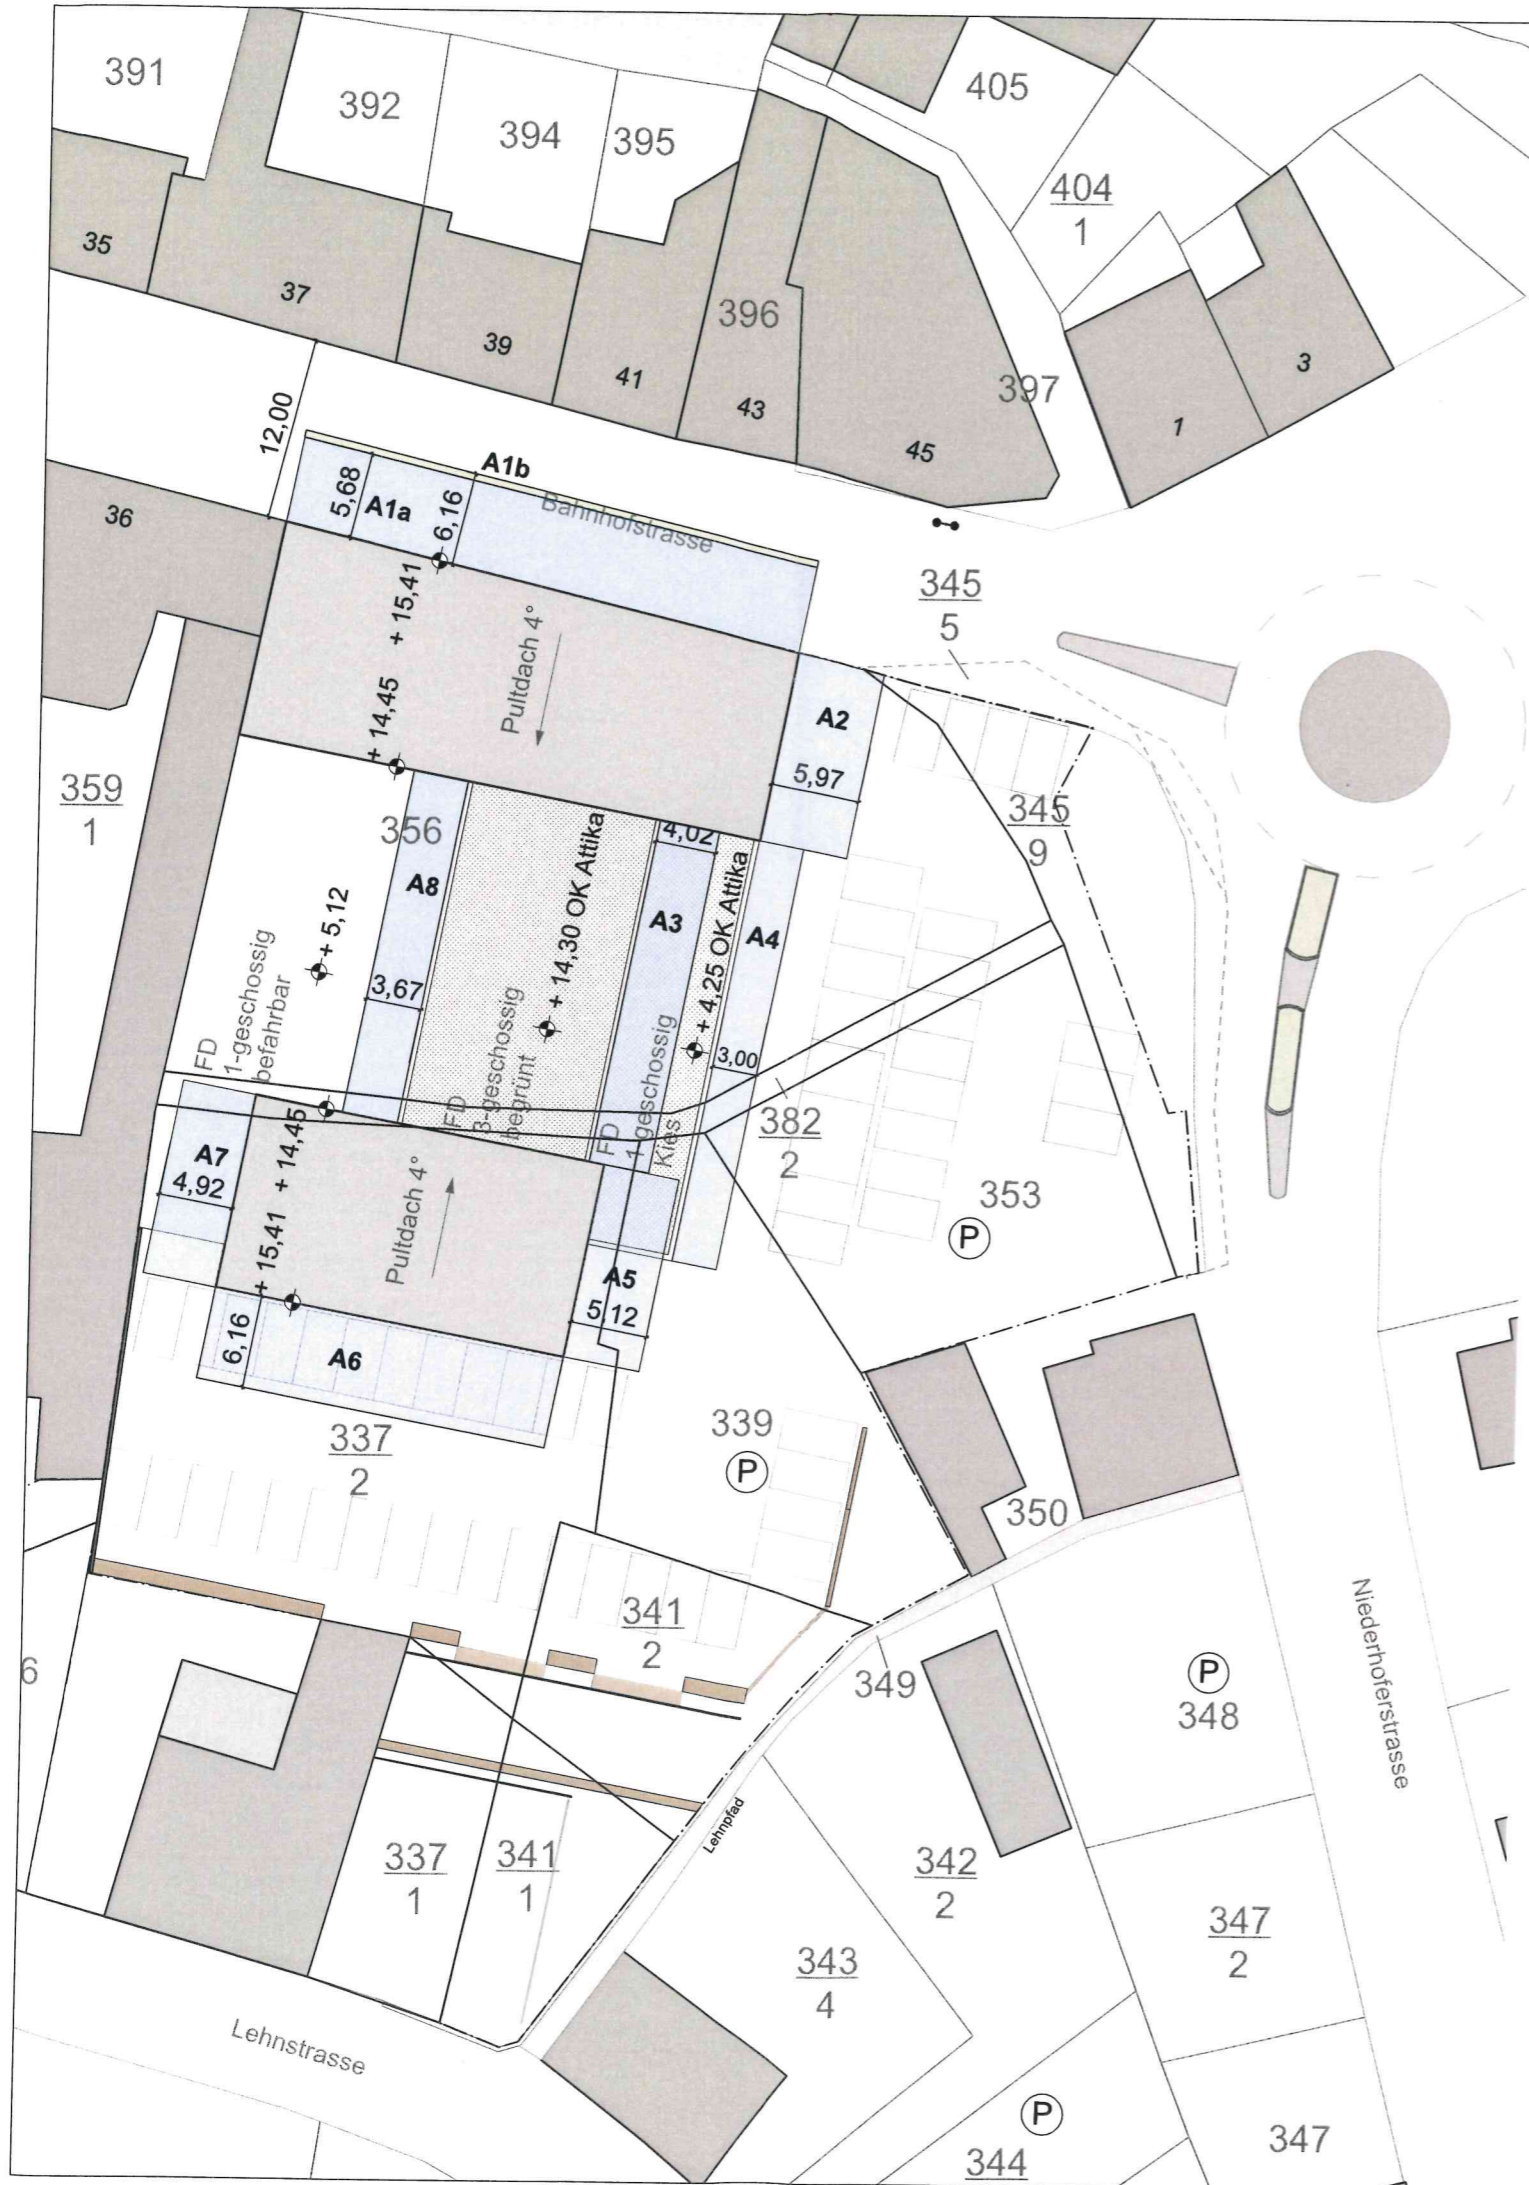 391
392
394
395
405
404
1
35
37
39
41
396
43
397
45
1
3
12,00
36
5,68
A1a
6,16
A1b
Bahnhofstrasse
345
5
+ 14,45 + 15,41
Pultdach 4°
A2
5,97
345
9
359
1
356
A8
3,67
+ 5,12
FD
1-geschossig
befahrbar
+ 14,30 OK Attika
FD
3-geschossig
begrünt
4,02
A3
+ 4,25 OK Attika
A4
3,00
FD
1-geschossig
Kies
382
2
353
P
A7
4,92
+ 15,41 + 14,45
Pultdach 4°
A5
5,12
6,16
A6
337
2
339
P
350
341
2
349
P
348
Niederhoferstrasse
6
Lehnpfad
337
1
341
1
342
2
343
4
347
2
Lehnstrasse
P
344
347